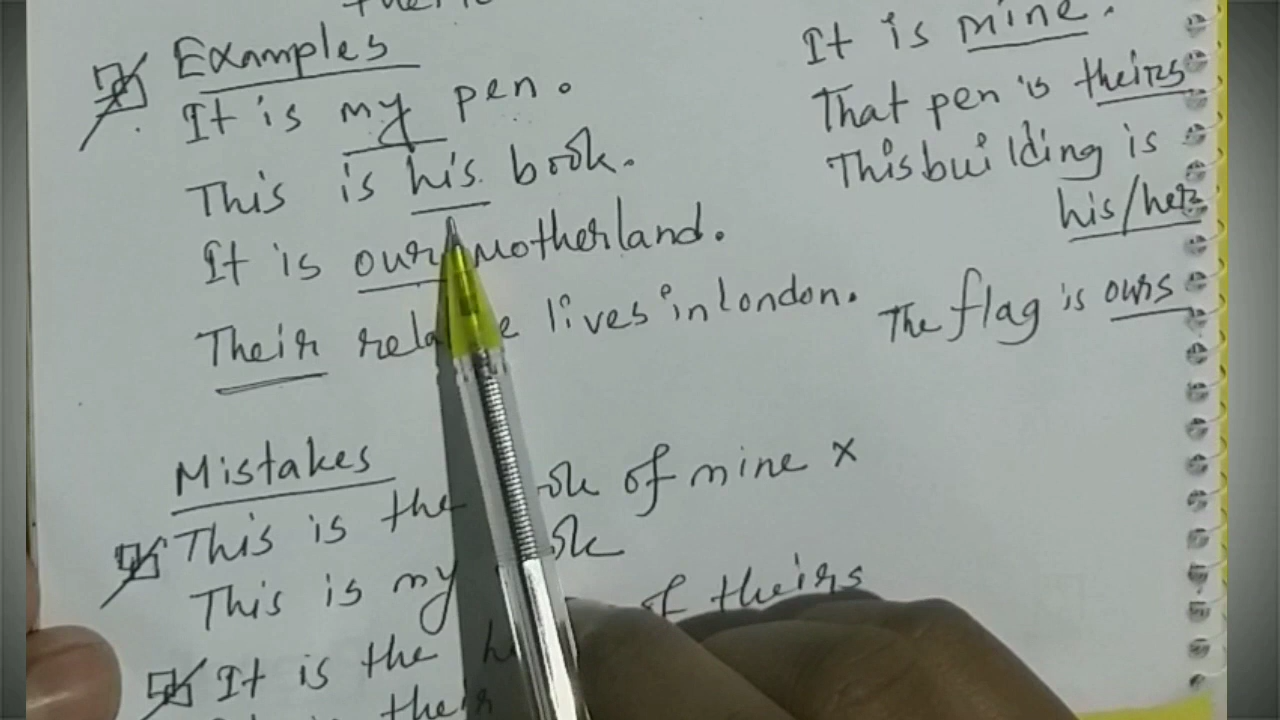 Examples
It is my pen.
This is his book.
It is our Motherland.
Their lives in London.
It is mine.
That pen is theirs
This building is
his/her
The flag is ours
Mistakes
This is the of mine x
This is my
It is the of theirs
their